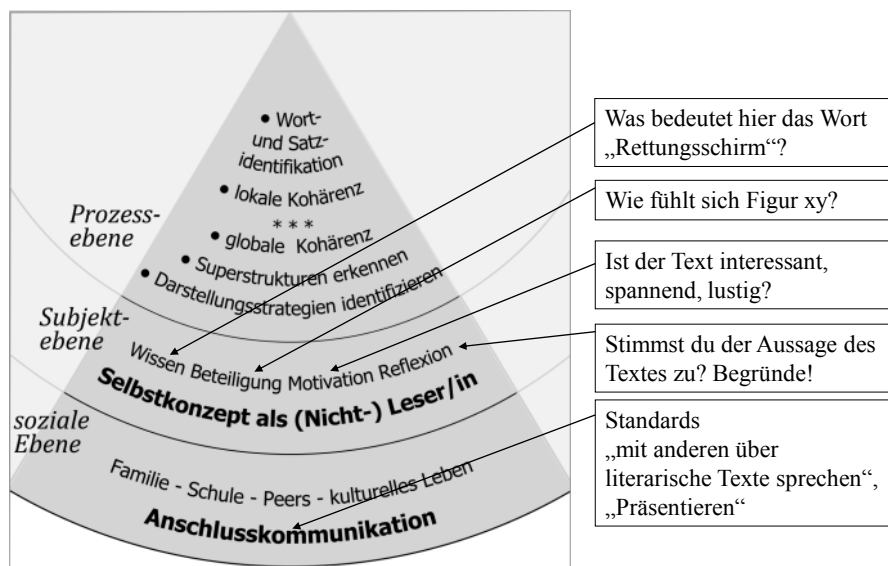 • Wort-
und Satz-
identifikation
• lokale Kohärenz
* * *
• globale Kohärenz
• Superstrukturen erkennen
• Darstellungsstrategien identifizieren
Prozess-
ebene
Subjekt-
ebene
Wissen Beteiligung Motivation Reflexion
Selbstkonzept als (Nicht-) Leser/in
soziale
Ebene
Familie - Schule - Peers - kulturelles Leben
Anschlusskommunikation
Was bedeutet hier das Wort
„Rettungsschirm“?
Wie fühlt sich Figur xy?
Ist der Text interessant,
spannend, lustig?
Stimmst du der Aussage des
Textes zu? Begründe!
Standards
„mit anderen über
literarische Texte sprechen“,
„Präsentieren“